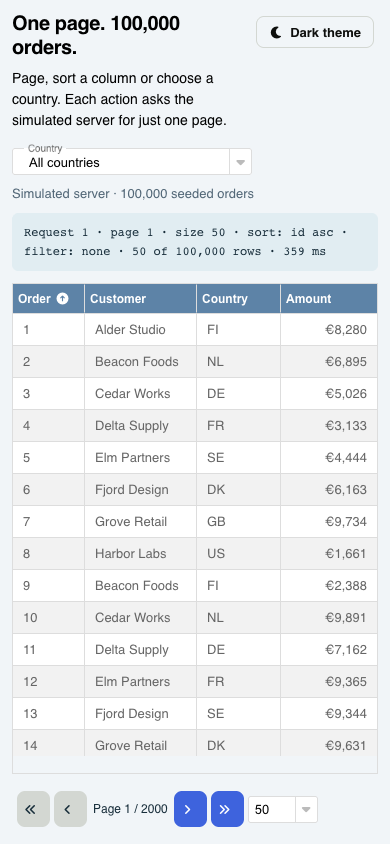 One page. 100,000
orders.
Dark theme
Page, sort a column or choose a
country. Each action asks the
simulated server for just one page.
Country
All countries
Simulated server · 100,000 seeded orders
Request 1 · page 1 · size 50 · sort: id asc ·
filter: none · 50 of 100,000 rows · 359 ms
Order Customer Country Amount
1 Alder Studio FI €8,280
2 Beacon Foods NL €6,895
3 Cedar Works DE €5,026
4 Delta Supply FR €3,133
5 Elm Partners SE €4,444
6 Fjord Design DK €6,163
7 Grove Retail GB €9,734
8 Harbor Labs US €1,661
9 Beacon Foods FI €2,388
10 Cedar Works NL €9,891
11 Delta Supply DE €7,162
12 Elm Partners FR €9,365
13 Fjord Design SE €9,344
14 Grove Retail DK €9,631
« ‹ Page 1 / 2000 › » 50